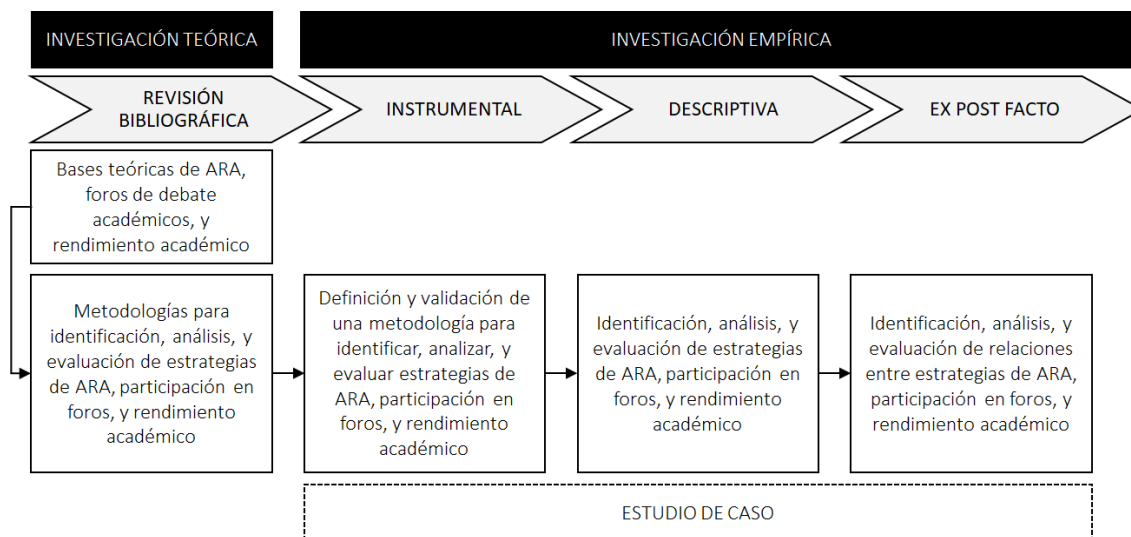 INVESTIGACIÓN TEÓRICA
INVESTIGACIÓN EMPÍRICA
REVISIÓN
BIBLIOGRÁFICA
INSTRUMENTAL
DESCRIPTIVA
EX POST FACTO
Bases teóricas de ARA,
foros de debate
académicos, y
rendimiento académico
Metodologías para
identificación, análisis, y
evaluación de estrategias
de ARA, participación en
foros, y rendimiento
académico
Definición y validación de
una metodología para
identificar, analizar, y
evaluar estrategias de
ARA, participación en
foros, y rendimiento
académico
Identificación, análisis, y
evaluación de estrategias
de ARA, participación en
foros, y rendimiento
académico
Identificación, análisis, y
evaluación de relaciones
entre estrategias de ARA,
participación en foros, y
rendimiento académico
ESTUDIO DE CASO